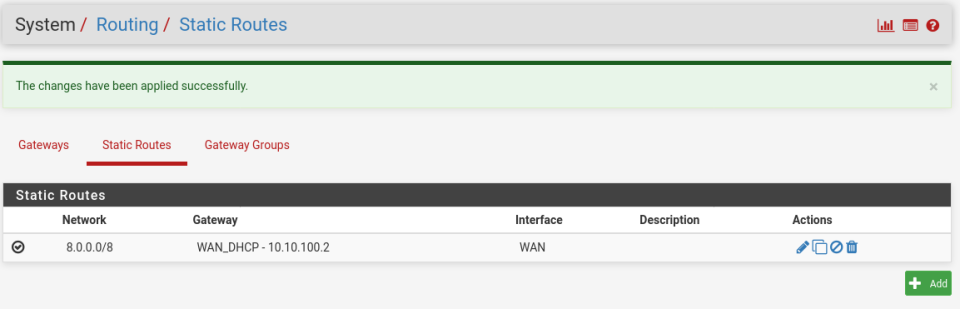 System / Routing / Static Routes
The changes have been applied successfully. ×
Gateways Static Routes Gateway Groups
Static Routes
Network Gateway Interface Description Actions
8.0.0.0/8 WAN_DHCP - 10.10.100.2 WAN
Add